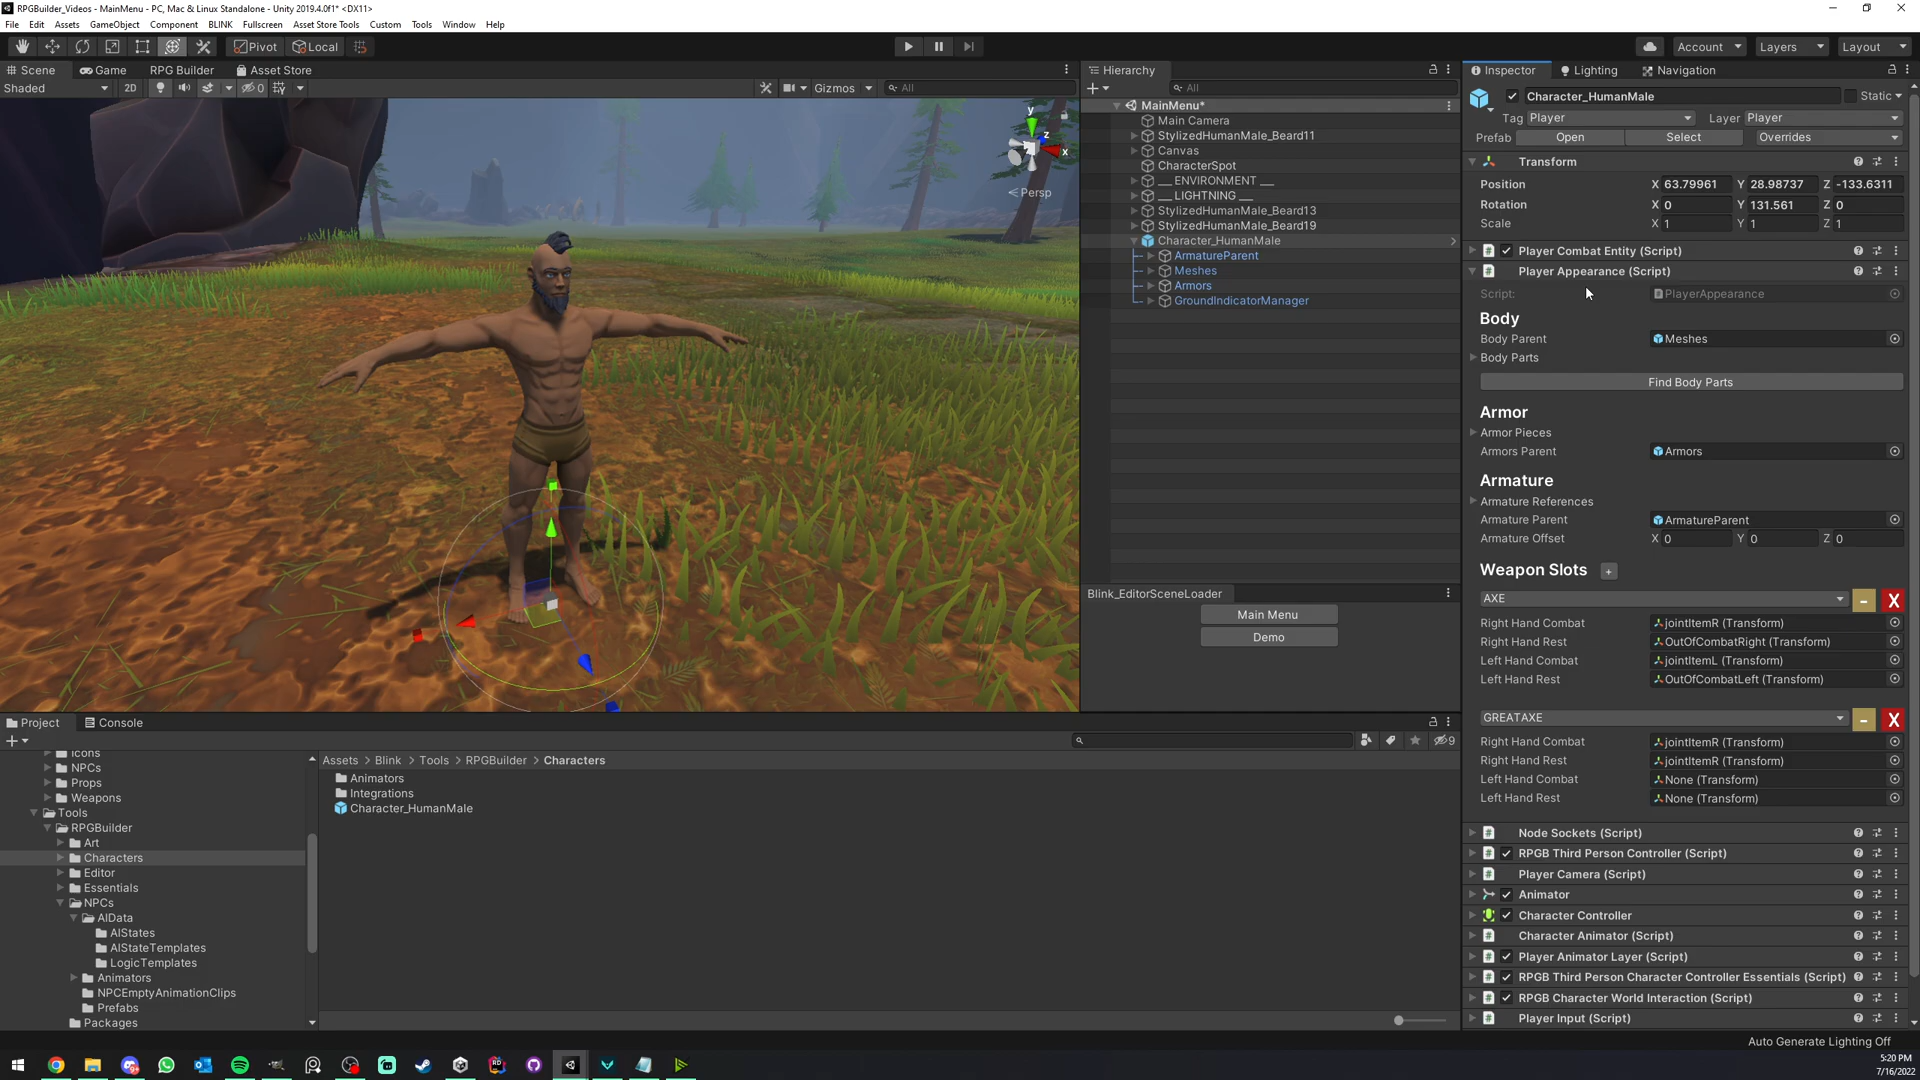 RPGBuilder_Videos - MainMenu - PC, Mac & Linux Standalone - Unity 2019.4.0f1* <DX11>
File Edit Assets GameObject Component Cinemachine BLINK Fullscreen Asset Store Tools Custom Tools Window Help
Pivot Local Account Layers Layout
Scene Game RPG Builder Asset Store
Shaded 2D 0 Gizmos All
y
z
x
Persp
Hierarchy
All
MainMenu*
Main Camera
StylizedHumanMale_Beard11
Canvas
CharacterSpot
__ ENVIRONMENT __
__ LIGHTNING __
StylizedHumanMale_Beard13
StylizedHumanMale_Beard19
Character_HumanMale
ArmatureParent
Meshes
Armors
GroundIndicatorManager
Blink_EditorSceneLoader
Main Menu
Demo
Inspector Lighting Navigation
Character_HumanMale Static
Tag Player Layer Player
Prefab Open Select Overrides
Transform
Position X 63.79961 Y 28.98737 Z -133.6311
Rotation X 0 Y 131.561 Z 0
Scale X 1 Y 1 Z 1
Player Combat Entity (Script)
Player Appearance (Script)
Script: PlayerAppearance
Body
Body Parent Meshes
Body Parts
Find Body Parts
Armor
Armor Pieces
Armors Parent Armors
Armature
Armature References
Armature Parent ArmatureParent
Armature Offset X 0 Y 0 Z 0
Weapon Slots +
AXE - X
Right Hand Combat jointItemR (Transform)
Right Hand Rest OutOfCombatRight (Transform)
Left Hand Combat jointItemL (Transform)
Left Hand Rest OutOfCombatLeft (Transform)
GREATAXE - X
Right Hand Combat jointItemR (Transform)
Right Hand Rest jointItemR (Transform)
Left Hand Combat None (Transform)
Left Hand Rest None (Transform)
Node Sockets (Script)
RPGB Third Person Controller (Script)
Player Camera (Script)
Animator
Character Controller
Character Animator (Script)
Player Animator Layer (Script)
RPGB Third Person Character Controller Essentials (Script)
RPGB Character World Interaction (Script)
Player Input (Script)
Project Console
9
Icons
NPCs
Props
Weapons
Tools
RPGBuilder
Art
Characters
Editor
Essentials
NPCs
AIData
AIStates
AIStateTemplates
LogicTemplates
Animators
NPCEmptyAnimationClips
Prefabs
Packages
Assets > Blink > Tools > RPGBuilder > Characters
Animators
Integrations
Character_HumanMale
Auto Generate Lighting Off
5:20 PM
7/16/2022